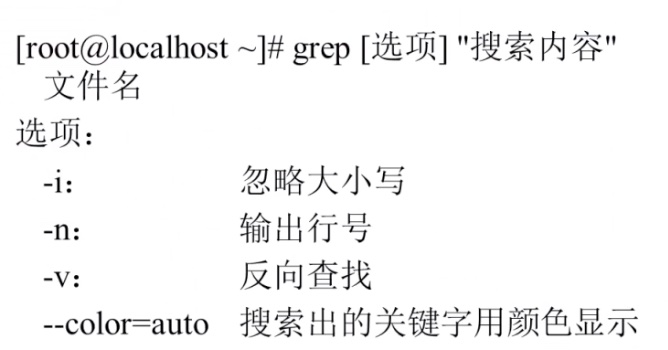 [root@localhost ~]# grep [选项] "搜索内容"
文件名
选项：
-i： 忽略大小写
-n： 输出行号
-v： 反向查找
--color=auto 搜索出的关键字用颜色显示